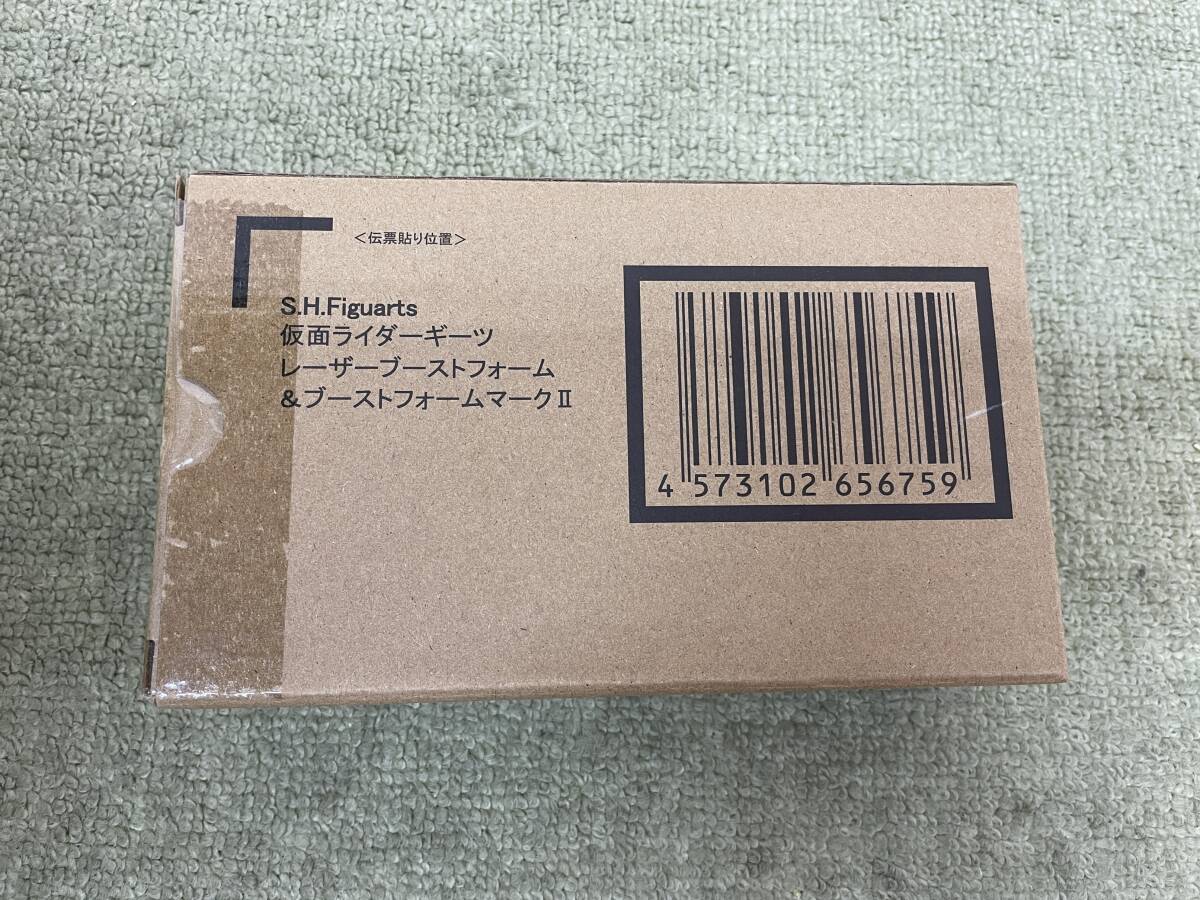 ＜伝票貼り位置＞
S.H.Figuarts
仮面ライダーギーツ
レーザーブーストフォーム
＆ブーストフォームマークⅡ
4 573102 656759